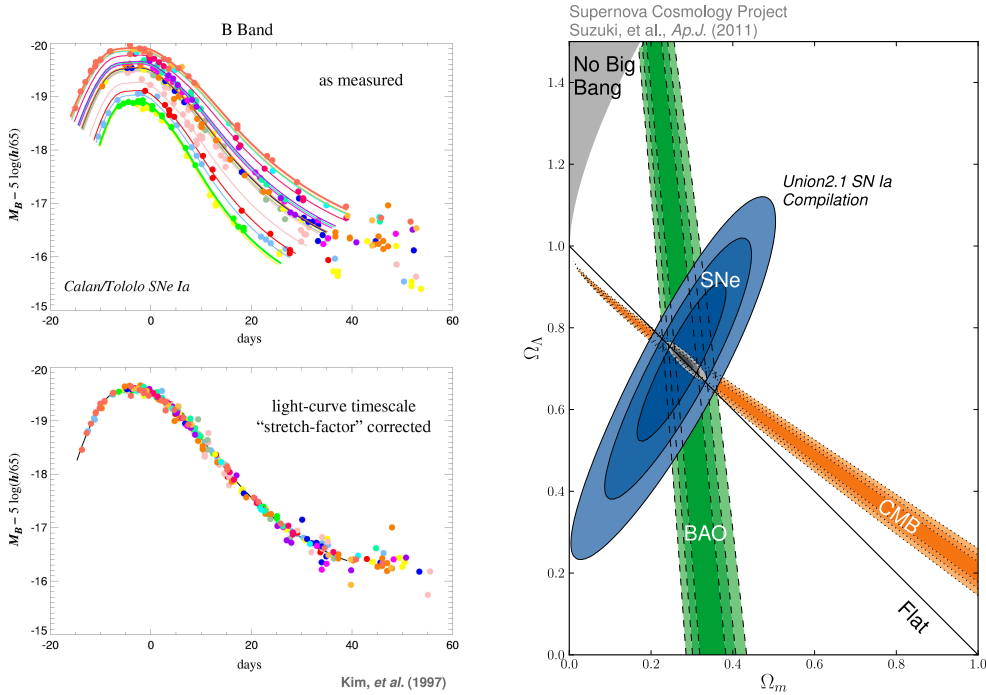 B Band
-20
-19
-18
-17
-16
-15
M_B – 5 log(h/65)
as measured
Calan/Tololo SNe Ia
-20 0 20 40 60
days
-20
-19
-18
-17
-16
-15
M_B – 5 log(h/65)
light-curve timescale
“stretch-factor” corrected
-20 0 20 40 60
days
Kim, et al. (1997)
Supernova Cosmology Project
Suzuki, et al., Ap.J. (2011)
No Big
Bang
Union2.1 SN Ia
Compilation
SNe
BAO
CMB
Flat
1.4
1.2
1.0
0.8
0.6
0.4
0.2
0.0
Ω_Λ
0.0 0.2 0.4 0.6 0.8 1.0
Ω_m